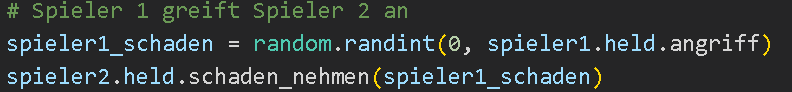 # Spieler 1 greift Spieler 2 an
spieler1_schaden = random.randint(0, spieler1.held.angriff)
spieler2.held.schaden_nehmen(spieler1_schaden)